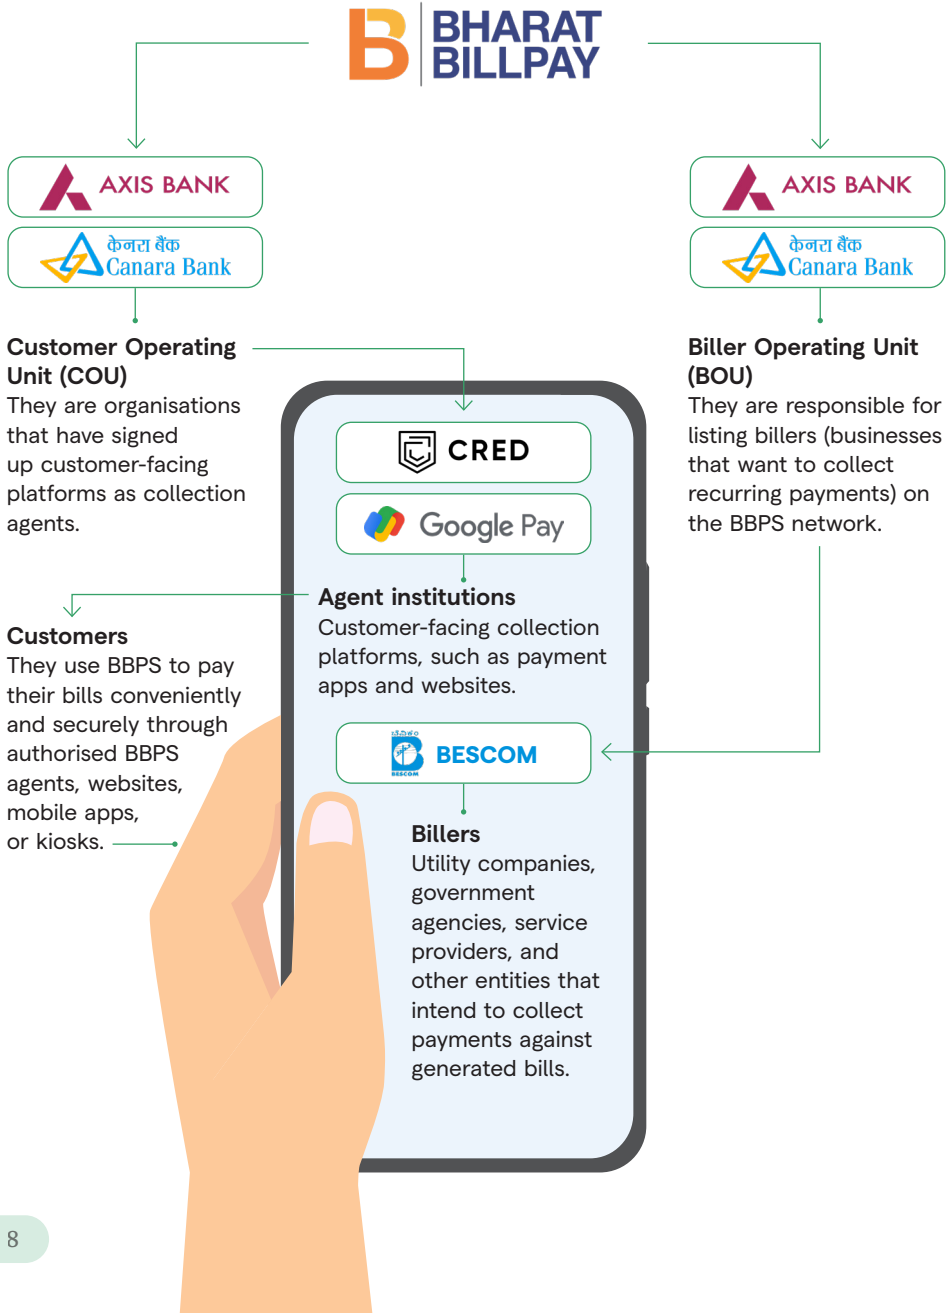 BHARAT
BILLPAY
AXIS BANK
केनरा बैंक
Canara Bank
AXIS BANK
केनरा बैंक
Canara Bank
Customer Operating
Unit (COU)
They are organisations
that have signed
up customer-facing
platforms as collection
agents.
Biller Operating Unit
(BOU)
They are responsible for
listing billers (businesses
that want to collect
recurring payments) on
the BBPS network.
CRED
Google Pay
Agent institutions
Customer-facing collection
platforms, such as payment
apps and websites.
Customers
They use BBPS to pay
their bills conveniently
and securely through
authorised BBPS
agents, websites,
mobile apps,
or kiosks.
BESCOM
BESCOM
Billers
Utility companies,
government
agencies, service
providers, and
other entities that
intend to collect
payments against
generated bills.
8